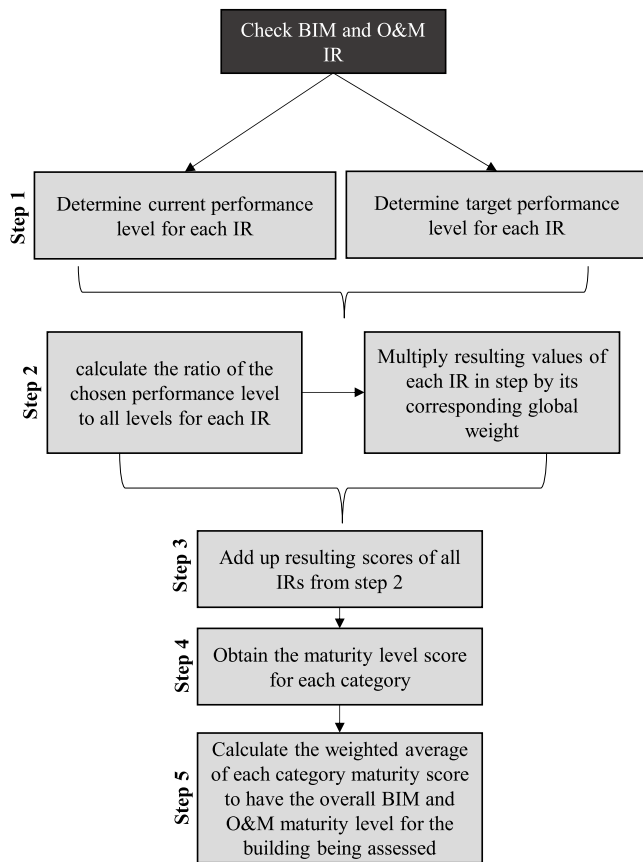 Check BIM and O&M
IR
Step 1
Determine current performance
level for each IR
Determine target performance
level for each IR
Step 2
calculate the ratio of the
chosen performance level
to all levels for each IR
Multiply resulting values of
each IR in step by its
corresponding global
weight
Step 3
Add up resulting scores of all
IRs from step 2
Step 4
Obtain the maturity level score
for each category
Step 5
Calculate the weighted average
of each category maturity score
to have the overall BIM and
O&M maturity level for the
building being assessed